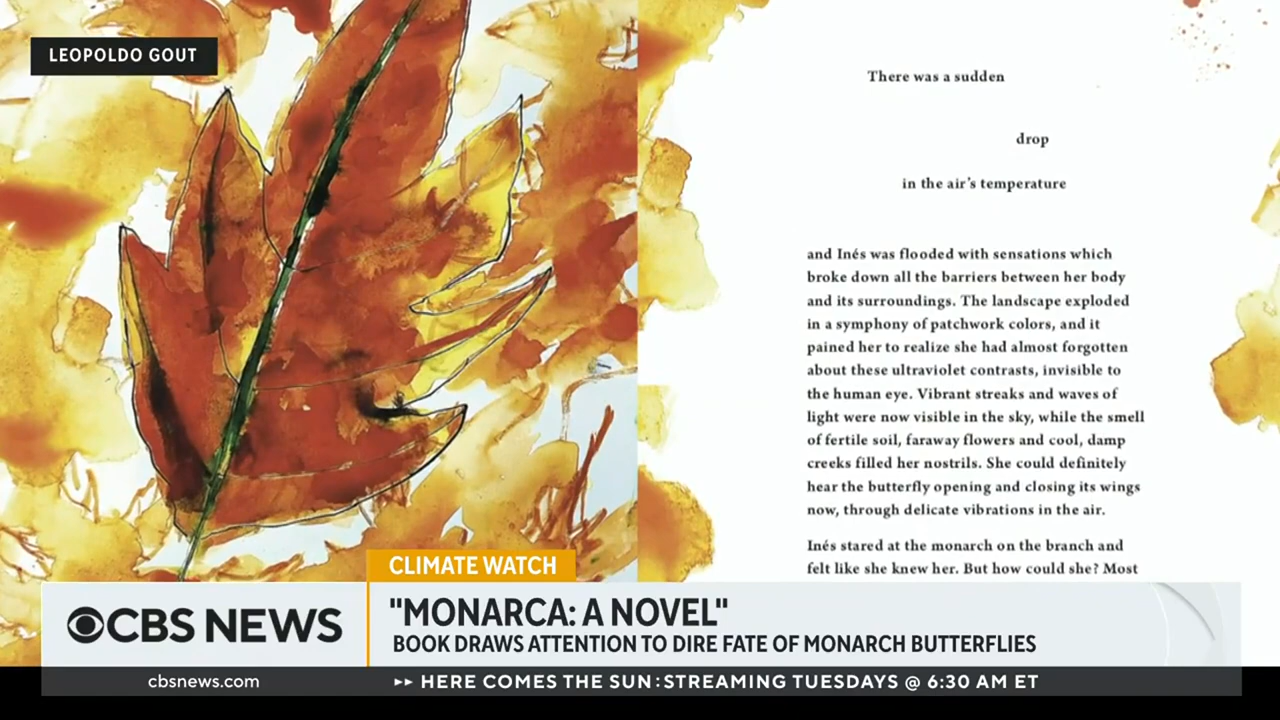 LEOPOLDO GOUT
There was a sudden
drop
in the air's temperature
and Inés was flooded with sensations which
broke down all the barriers between her body
and its surroundings. The landscape exploded
in a symphony of patchwork colors, and it
pained her to realize she had almost forgotten
about these ultraviolet contrasts, invisible to
the human eye. Vibrant streaks and waves of
light were now visible in the sky, while the smell
of fertile soil, faraway flowers and cool, damp
creeks filled her nostrils. She could definitely
hear the butterfly opening and closing its wings
now, through delicate vibrations in the air.
Inés stared at the monarch on the branch and
felt like she knew her. But how could she? Most
CLIMATE WATCH
CBS NEWS
"MONARCA: A NOVEL"
BOOK DRAWS ATTENTION TO DIRE FATE OF MONARCH BUTTERFLIES
cbsnews.com
HERE COMES THE SUN: STREAMING TUESDAYS @ 6:30 AM ET